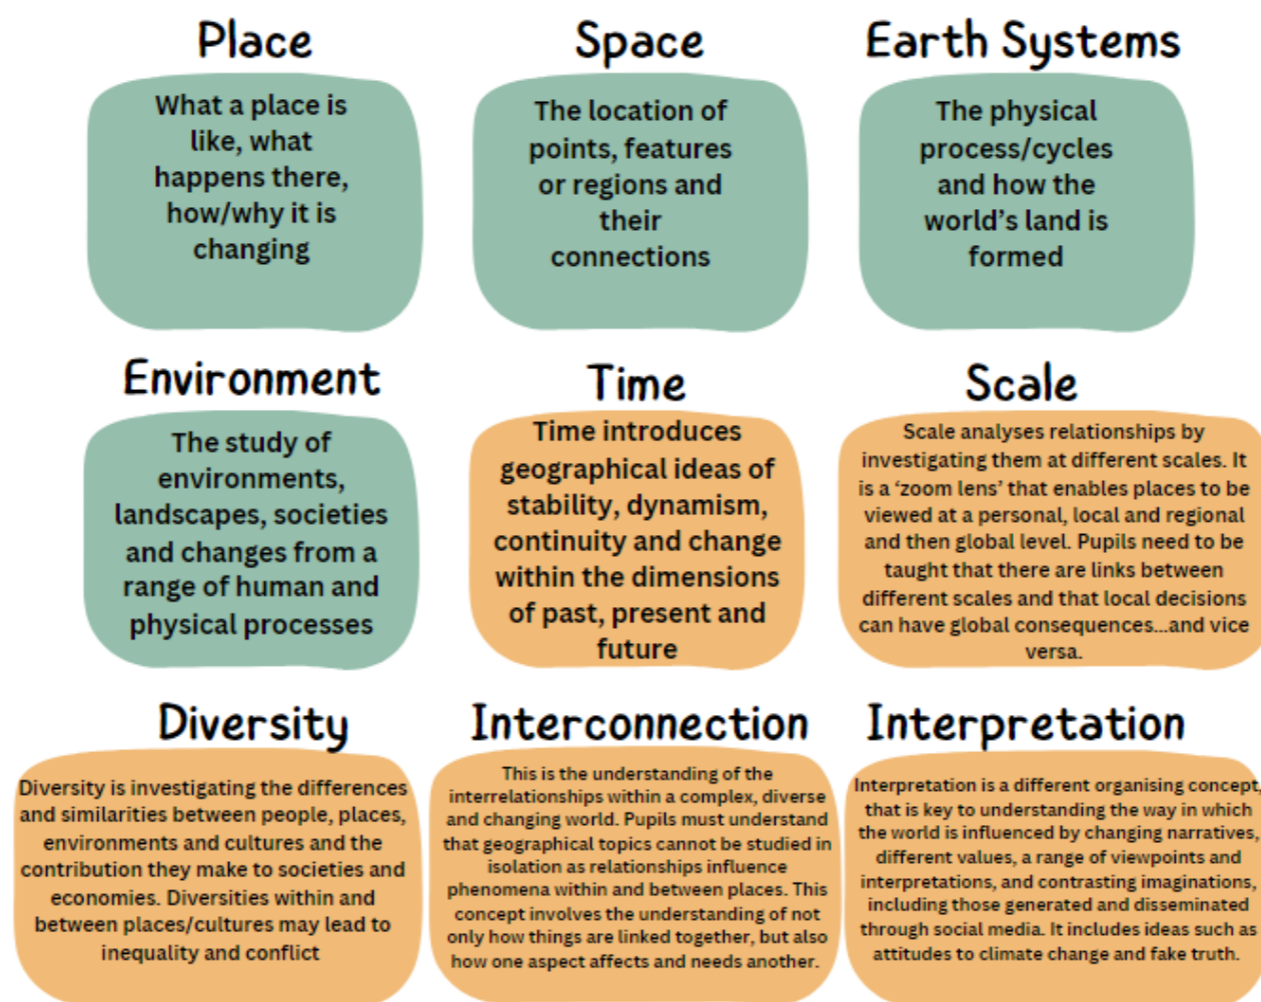 Place
What a place is
like, what
happens there,
how/why it is
changing
Space
The location of
points, features
or regions and
their
connections
Earth Systems
The physical
process/cycles
and how the
world's land is
formed
Environment
The study of
environments,
landscapes, societies
and changes from a
range of human and
physical processes
Time
Time introduces
geographical ideas of
stability, dynamism,
continuity and change
within the dimensions
of past, present and
future
Scale
Scale analyses relationships by
investigating them at different scales. It
is a 'zoom lens' that enables places to be
viewed at a personal, local and regional
and then global level. Pupils need to be
taught that there are links between
different scales and that local decisions
can have global consequences...and vice
versa.
Diversity
Diversity is investigating the differences
and similarities between people, places,
environments and cultures and the
contribution they make to societies and
economies. Diversities within and
between places/cultures may lead to
inequality and conflict
Interconnection
This is the understanding of the
interrelationships within a complex, diverse
and changing world. Pupils must understand
that geographical topics cannot be studied in
isolation as relationships influence
phenomena within and between places. This
concept involves the understanding of not
only how things are linked together, but also
how one aspect affects and needs another.
Interpretation
Interpretation is a different organising concept,
that is key to understanding the way in which
the world is influenced by changing narratives,
different values, a range of viewpoints and
interpretations, and contrasting imaginations,
including those generated and disseminated
through social media. It includes ideas such as
attitudes to climate change and fake truth.